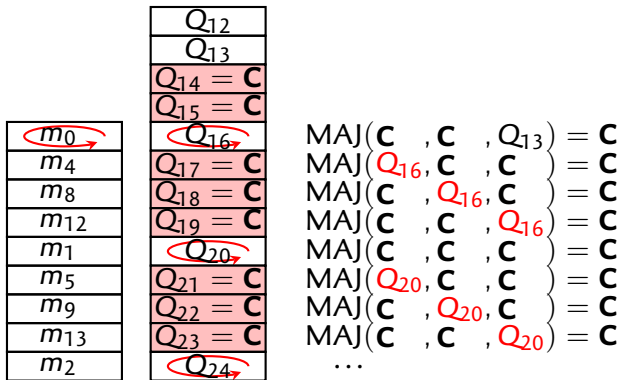 Q₁₂
Q₁₃
Q₁₄ = C
Q₁₅ = C
m₀ Q₁₆ MAJ(C , C , Q₁₃) = C
m₄ Q₁₇ = C MAJ(Q₁₆, C , C ) = C
m₈ Q₁₈ = C MAJ(C , Q₁₆, C ) = C
m₁₂ Q₁₉ = C MAJ(C , C , Q₁₆) = C
m₁ Q₂₀ MAJ(C , C , C ) = C
m₅ Q₂₁ = C MAJ(Q₂₀, C , C ) = C
m₉ Q₂₂ = C MAJ(C , Q₂₀, C ) = C
m₁₃ Q₂₃ = C MAJ(C , C , Q₂₀) = C
m₂ Q₂₄ ...